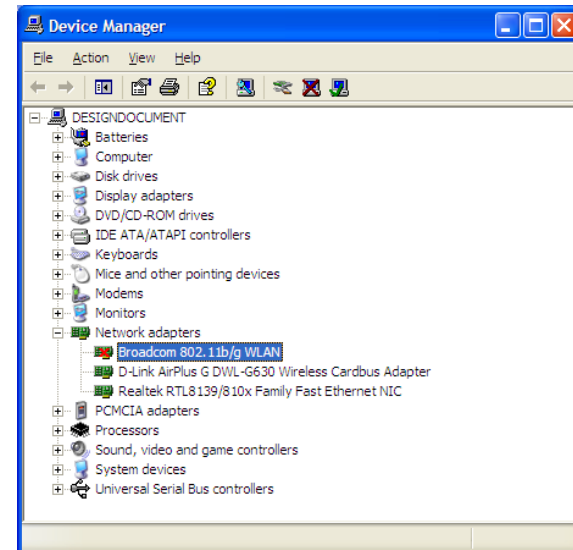 Device Manager
File Action View Help
DESIGNDOCUMENT
Batteries
Computer
Disk drives
Display adapters
DVD/CD-ROM drives
IDE ATA/ATAPI controllers
Keyboards
Mice and other pointing devices
Modems
Monitors
Network adapters
Broadcom 802.11b/g WLAN
D-Link AirPlus G DWL-G630 Wireless Cardbus Adapter
Realtek RTL8139/810x Family Fast Ethernet NIC
PCMCIA adapters
Processors
Sound, video and game controllers
System devices
Universal Serial Bus controllers